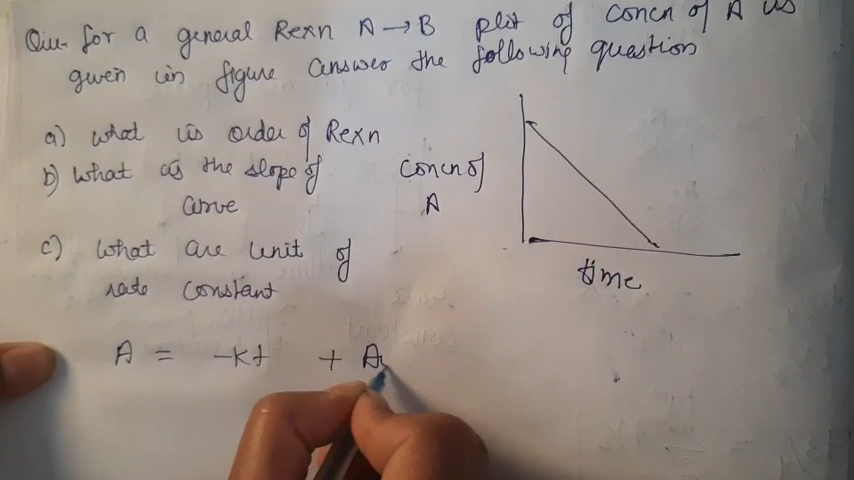 Que. for a general Rexn A → B plot of concn of A is
given in figure answer the following question
a) what is order of Rexn
b) What is the slope of
curve
c) What are unit of
rate constant
concn of
A
time
A = -kt + A